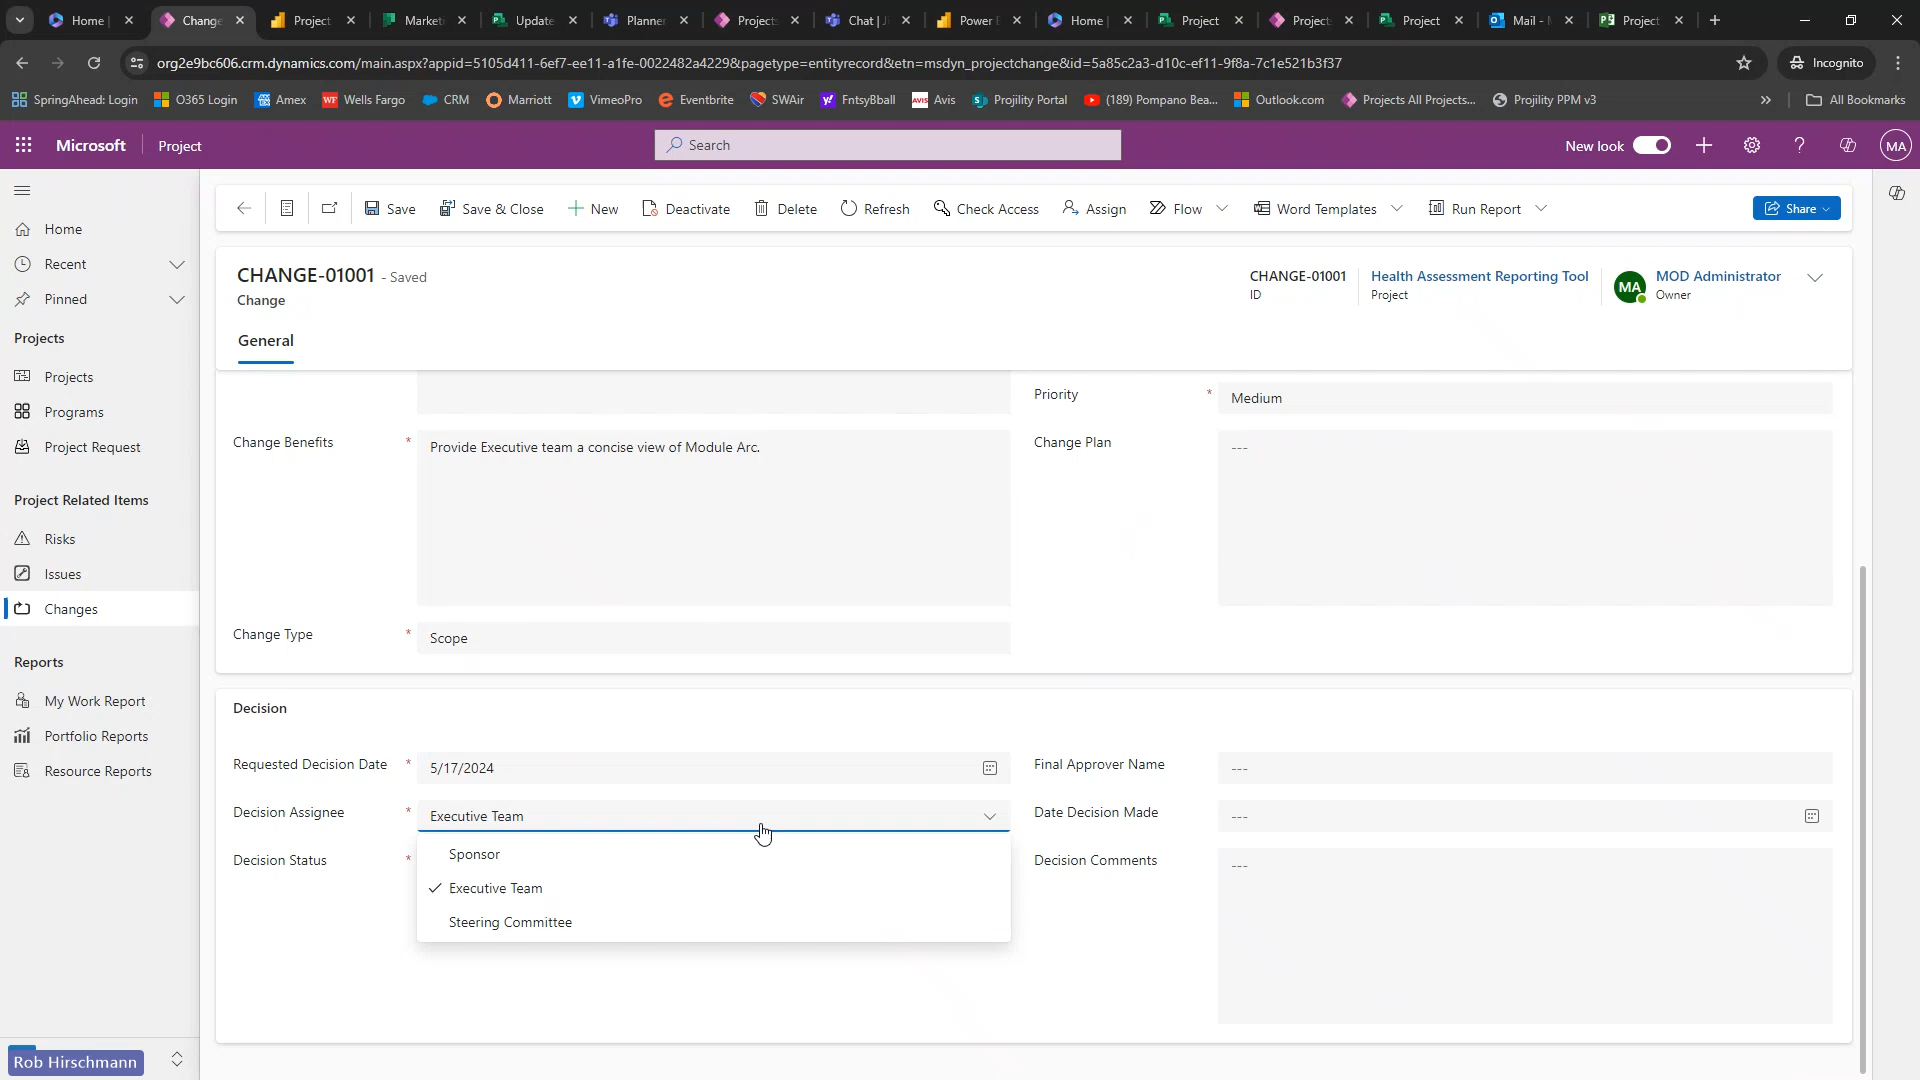 Home |
Change
Project
Market
Update
Planner
Project:
Chat | J
Power B
Home |
Project
Project:
Project
Mail -
Project
org2e9bc606.crm.dynamics.com/main.aspx?appid=5105d411-6ef7-ee11-a1fe-0022482a4229&pagetype=entityrecord&etn=msdyn_projectchange&id=5a85c2a3-d10c-ef11-9f8a-7c1e521b3f37
Incognito
SpringAhead: Login
O365 Login
Amex
Wells Fargo
CRM
Marriott
VimeoPro
Eventbrite
SWAir
FntsyBball
Avis
Projility Portal
(189) Pompano Bea...
Outlook.com
Projects All Projects...
Projility PPM v3
All Bookmarks
Microsoft
Project
Search
New look
MA
Home
Recent
Pinned
Projects
Projects
Programs
Project Request
Project Related Items
Risks
Issues
Changes
Reports
My Work Report
Portfolio Reports
Resource Reports
Rob Hirschmann
Save
Save & Close
New
Deactivate
Delete
Refresh
Check Access
Assign
Flow
Word Templates
Run Report
Share
CHANGE-01001 - Saved
Change
CHANGE-01001
ID
Health Assessment Reporting Tool
Project
MA
MOD Administrator
Owner
General
Priority *
Medium
Change Benefits *
Provide Executive team a concise view of Module Arc.
Change Plan
---
Change Type *
Scope
Decision
Requested Decision Date *
5/17/2024
Final Approver Name
---
Decision Assignee *
Executive Team
Date Decision Made
---
Decision Status *
Sponsor
Executive Team
Steering Committee
Decision Comments
---